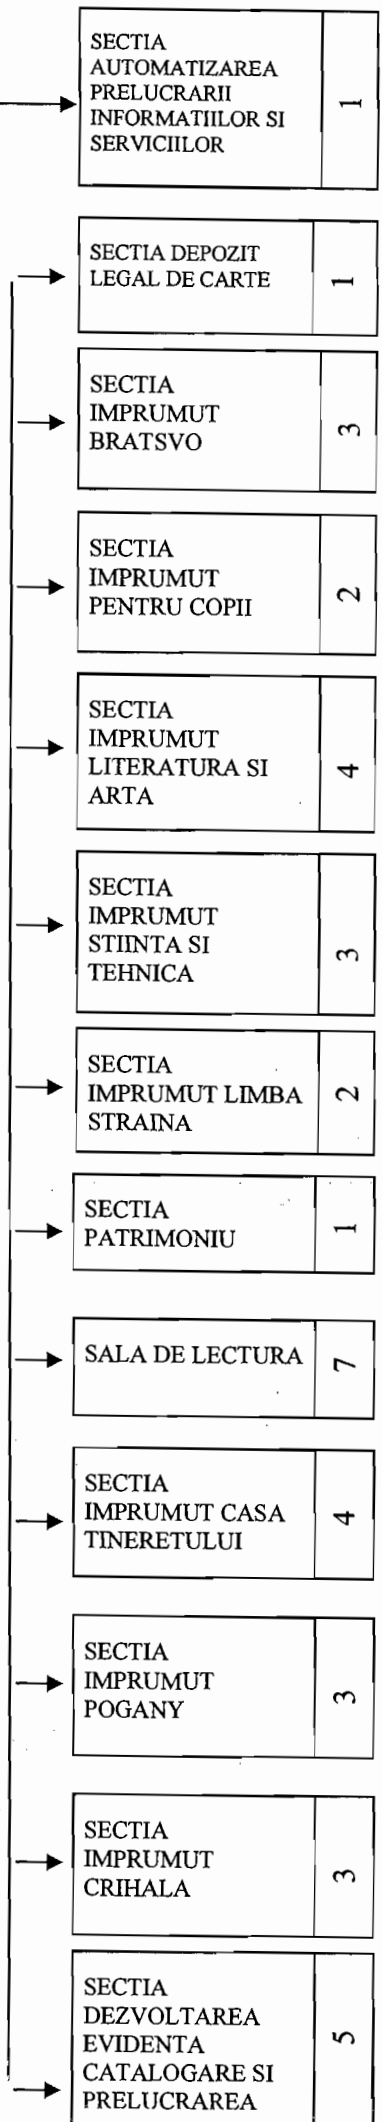 SECTIA
AUTOMATIZAREA
PRELUCRARII
INFORMATIILOR SI
SERVICIILOR
1
SECTIA DEPOZIT
LEGAL DE CARTE
1
SECTIA
IMPRUMUT
BRATSVO
3
SECTIA
IMPRUMUT
PENTRU COPII
2
SECTIA
IMPRUMUT
LITERATURA SI
ARTA
4
SECTIA
IMPRUMUT
STIINTA SI
TEHNICA
3
SECTIA
IMPRUMUT LIMBA
STRAINA
2
SECTIA
PATRIMONIU
1
SALA DE LECTURA
7
SECTIA
IMPRUMUT CASA
TINERETULUI
4
SECTIA
IMPRUMUT
POGANY
3
SECTIA
IMPRUMUT
CRIHALA
3
SECTIA
DEZVOLTAREA
EVIDENTA
CATALOGARE SI
PRELUCRAREA
5